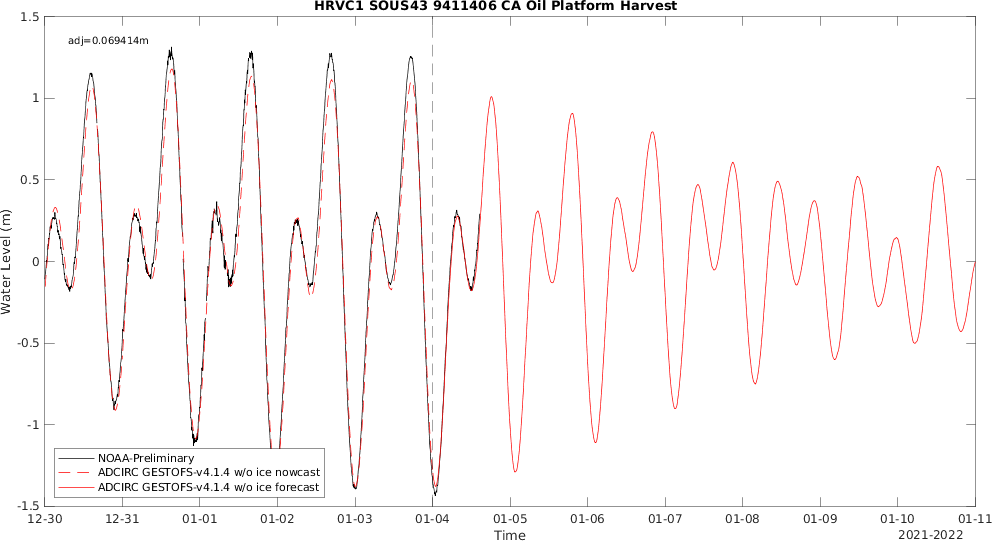 HRVC1 SOUS43 9411406 CA Oil Platform Harvest
adj=0.069414m
Water Level (m)
1.5
1
0.5
0
-0.5
-1
-1.5
NOAA-Preliminary
ADCIRC GESTOFS-v4.1.4 w/o ice nowcast
ADCIRC GESTOFS-v4.1.4 w/o ice forecast
12-30 12-31 01-01 01-02 01-03 01-04 01-05 01-06 01-07 01-08 01-09 01-10 01-11
Time
2021-2022